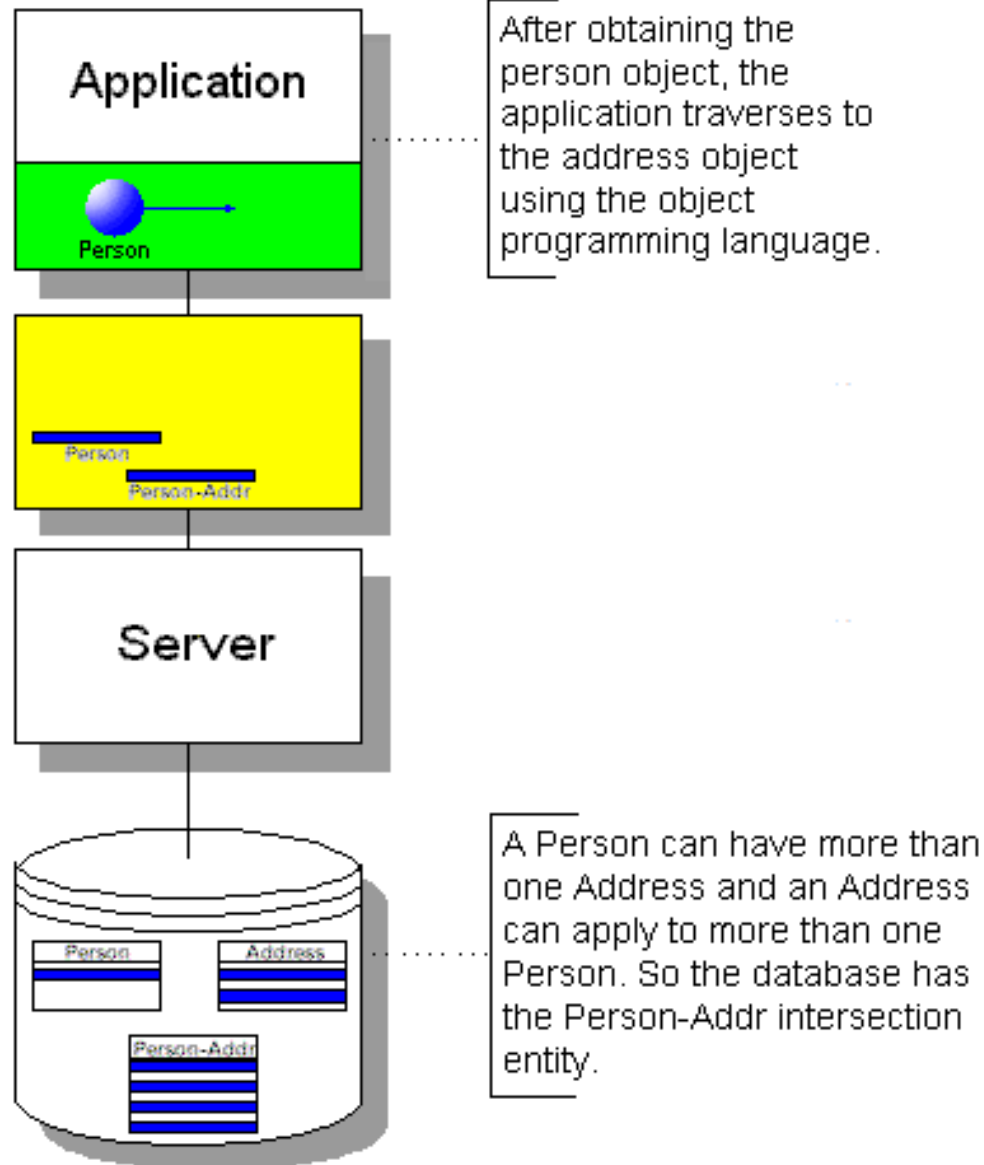 Application
After obtaining the
person object, the
application traverses to
the address object
using the object
programming language.
Person
Person
Person-Addr
Server
A Person can have more than
one Address and an Address
can apply to more than one
Person. So the database has
the Person-Addr intersection
entity.
Person
Address
Person-Addr